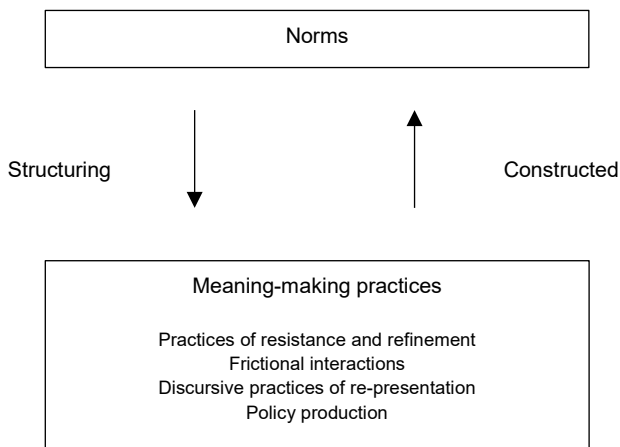 Norms
Structuring
Constructed
Meaning-making practices
Practices of resistance and refinement
Frictional interactions
Discursive practices of re-presentation
Policy production